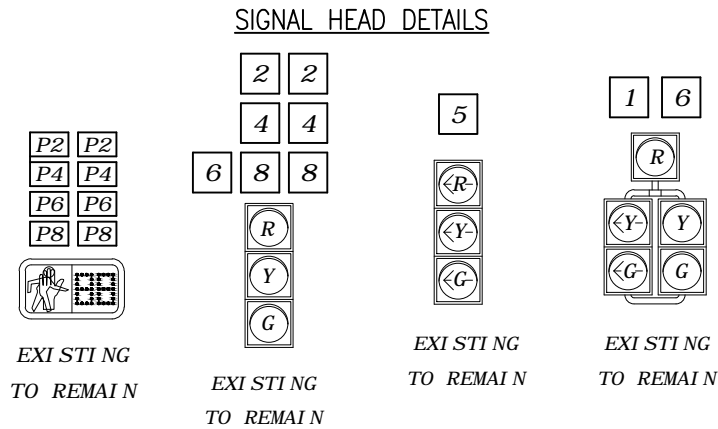 SIGNAL HEAD DETAILS
P2 P2
P4 P4
P6 P6
P8 P8
EXISTING
TO REMAIN
2 2
4 4
6 8 8
R
Y
G
EXISTING
TO REMAIN
5
R
Y
G
EXISTING
TO REMAIN
1 6
R
Y Y
G G
EXISTING
TO REMAIN